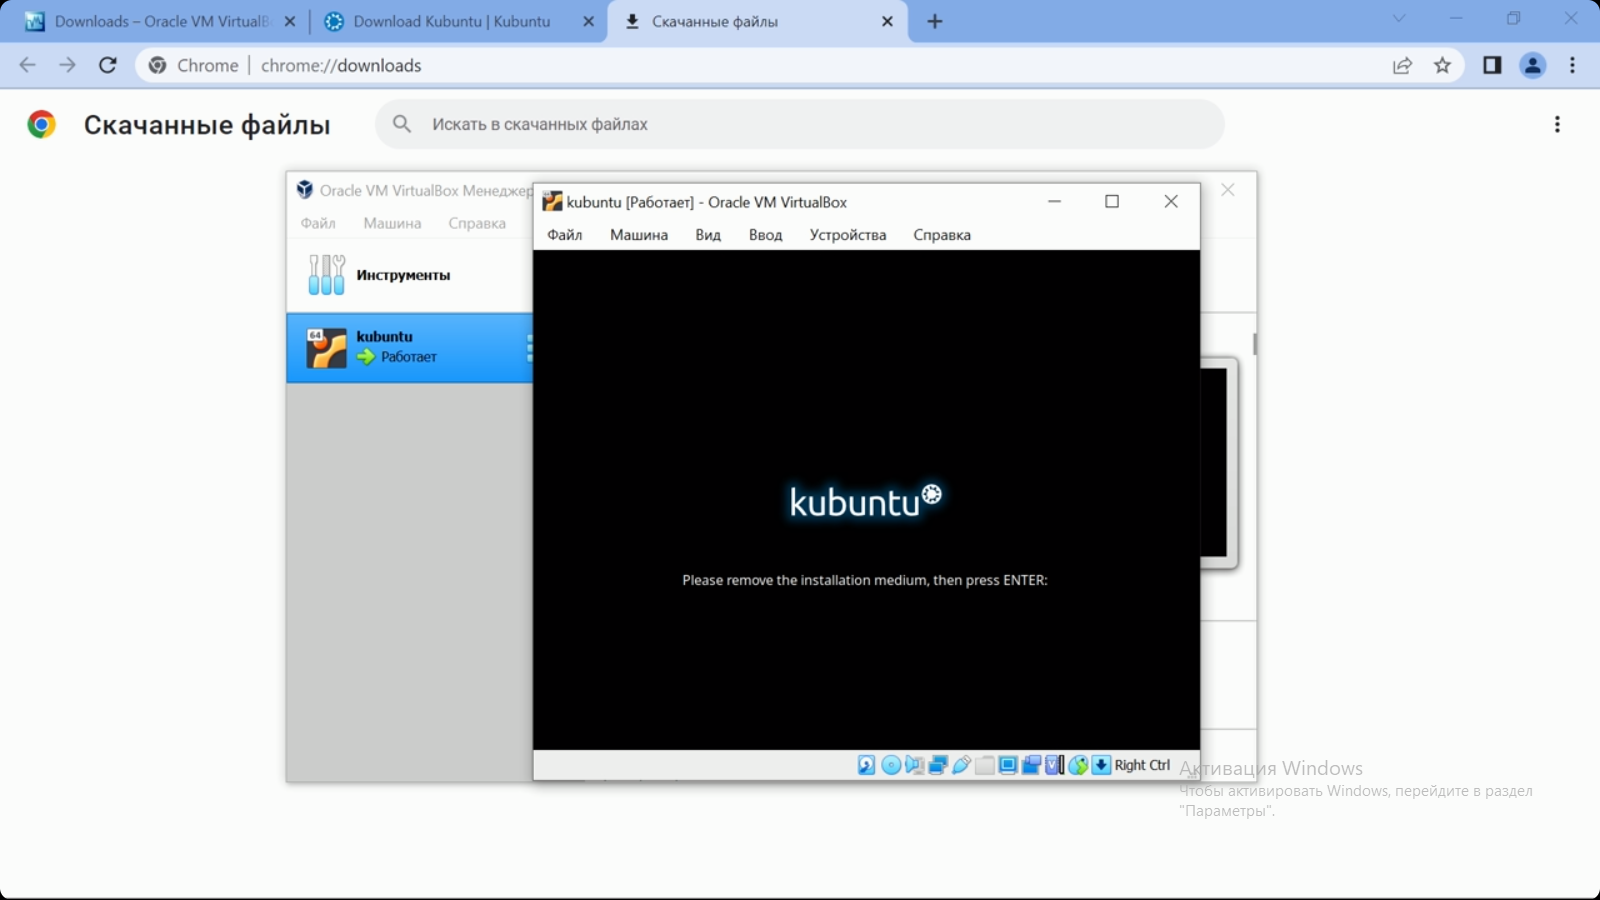 Downloads – Oracle VM VirtualB
Download Kubuntu | Kubuntu
Скачанные файлы
Chrome | chrome://downloads
Скачанные файлы
Искать в скачанных файлах
Oracle VM VirtualBox Менеджер
Файл Машина Справка
Инструменты
64
kubuntu
Работает
kubuntu [Работает] - Oracle VM VirtualBox
Файл Машина Вид Ввод Устройства Справка
kubuntu
Please remove the installation medium, then press ENTER:
Right Ctrl
Активация Windows
Чтобы активировать Windows, перейдите в раздел
"Параметры".